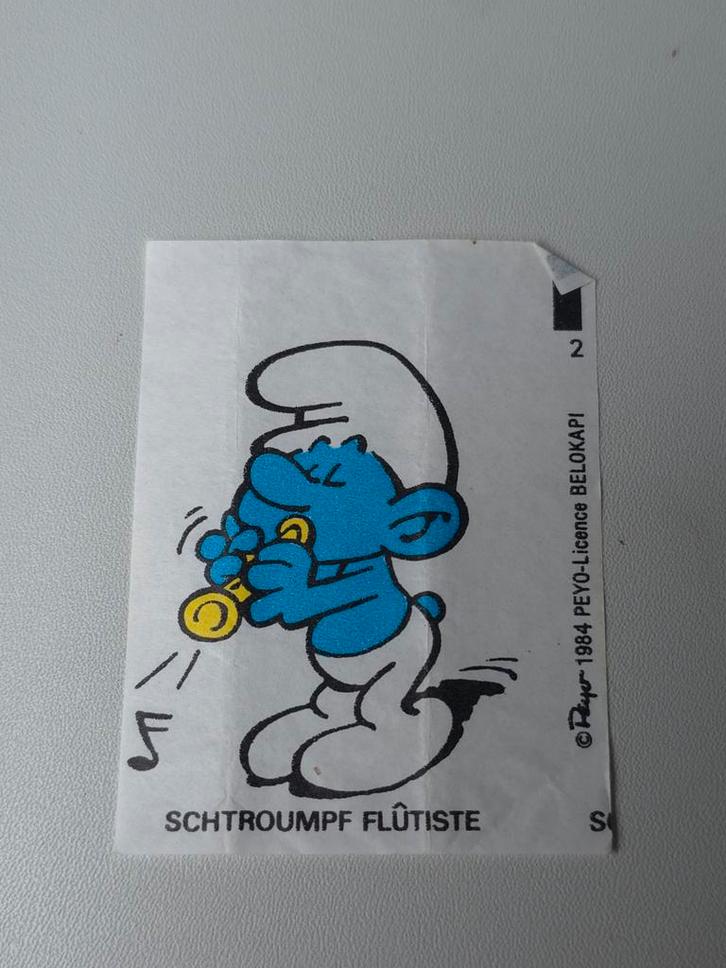 2
© Peyo 1984 PEYO-Licence BELOKAPI
SCHTROUMPF FLÛTISTE